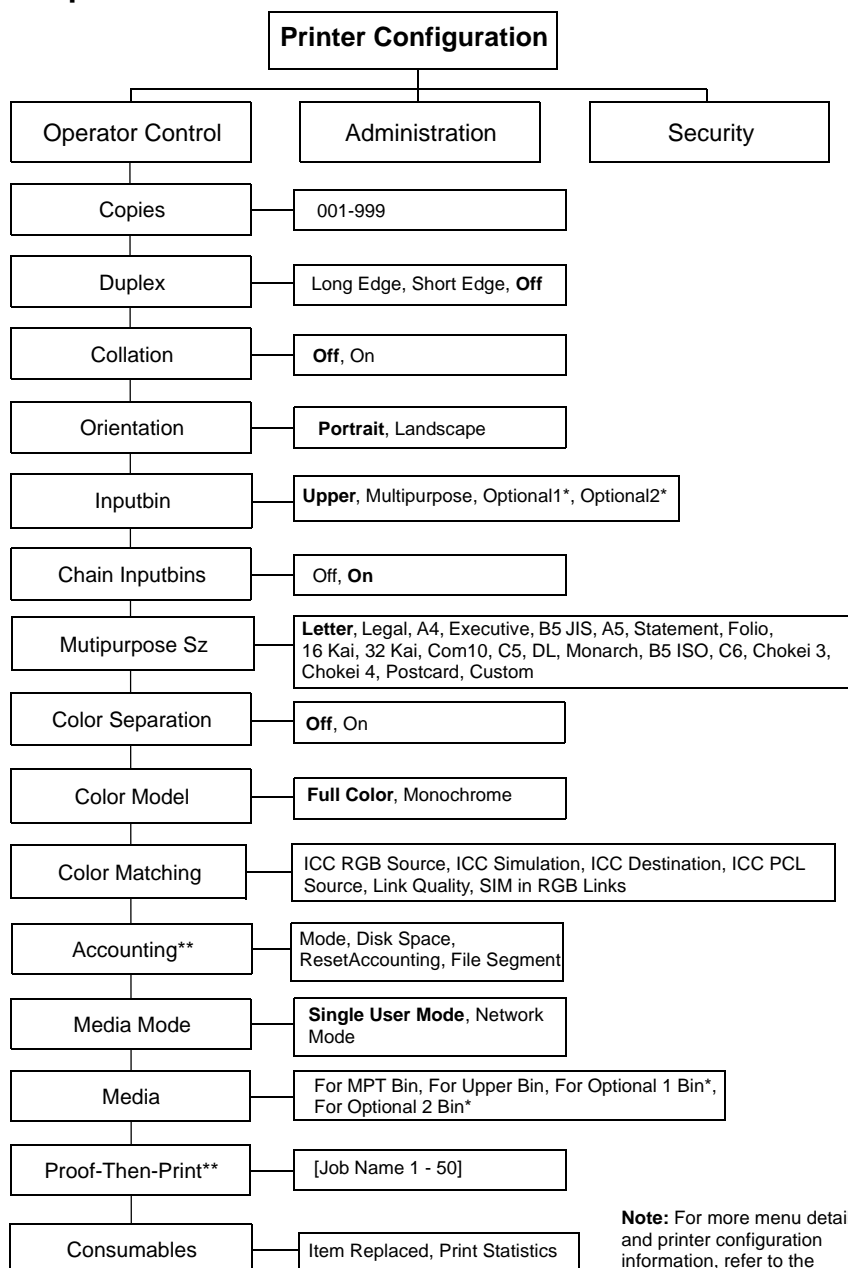 Printer Configuration
Operator Control
Administration
Security
Copies
001-999
Duplex
Long Edge, Short Edge, Off
Collation
Off, On
Orientation
Portrait, Landscape
Inputbin
Upper, Multipurpose, Optional1*, Optional2*
Chain Inputbins
Off, On
Mutipurpose Sz
Letter, Legal, A4, Executive, B5 JIS, A5, Statement, Folio,
16 Kai, 32 Kai, Com10, C5, DL, Monarch, B5 ISO, C6, Chokei 3,
Chokei 4, Postcard, Custom
Color Separation
Off, On
Color Model
Full Color, Monochrome
Color Matching
ICC RGB Source, ICC Simulation, ICC Destination, ICC PCL
Source, Link Quality, SIM in RGB Links
Accounting**
Mode, Disk Space,
ResetAccounting, File Segment
Media Mode
Single User Mode, Network
Mode
Media
For MPT Bin, For Upper Bin, For Optional 1 Bin*,
For Optional 2 Bin*
Proof-Then-Print**
[Job Name 1 - 50]
Consumables
Item Replaced, Print Statistics
Note: For more menu detail
and printer configuration
information, refer to the